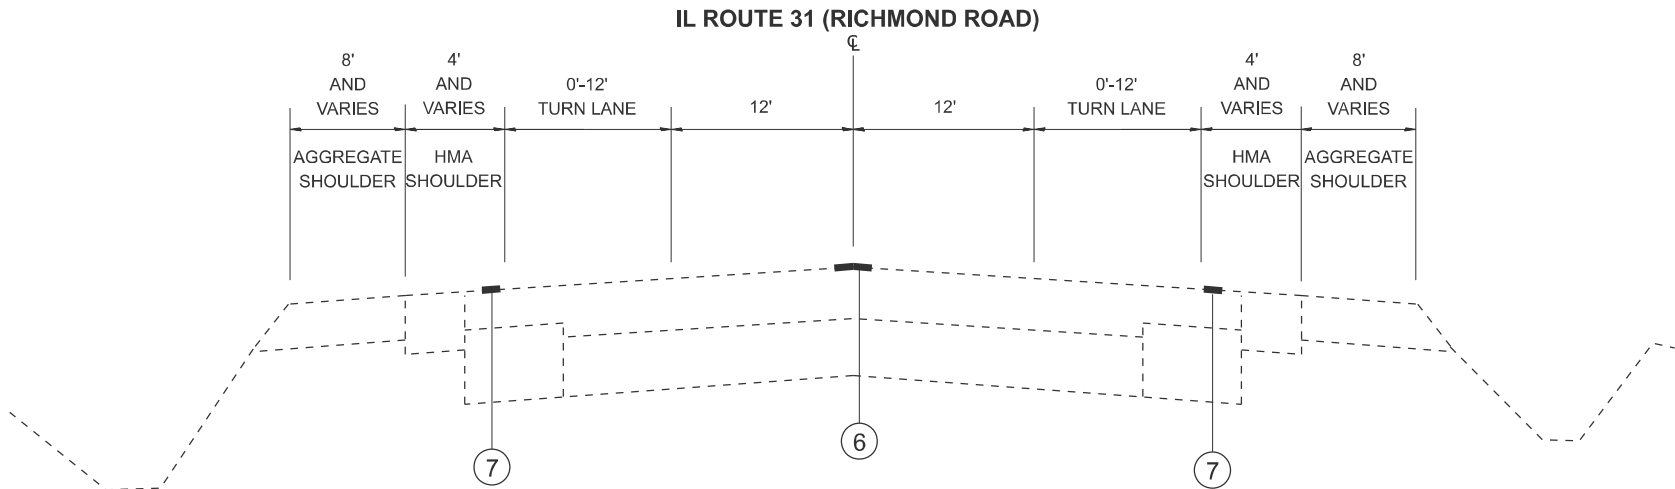 IL ROUTE 31 (RICHMOND ROAD)
℄
8'
AND
VARIES
4'
AND
VARIES
0'-12'
TURN LANE
12'
12'
0'-12'
TURN LANE
4'
AND
VARIES
8'
AND
VARIES
AGGREGATE
SHOULDER
HMA
SHOULDER
HMA
SHOULDER
AGGREGATE
SHOULDER
7
6
7